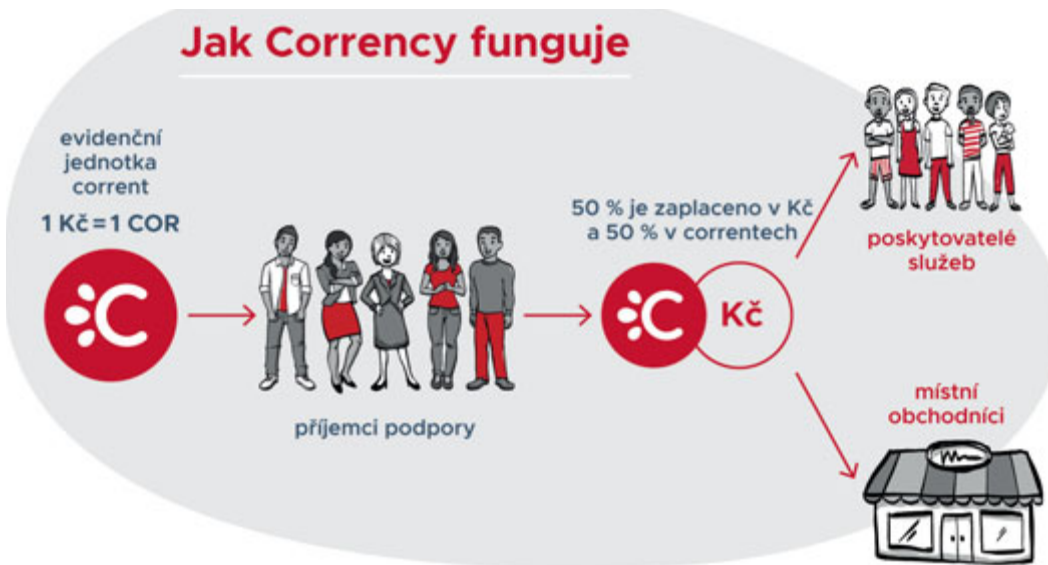 Jak Corrency funguje
evidenční
jednotka
corrent
1 Kč = 1 COR
C
příjemci podpory
50 % je zaplaceno v Kč
a 50 % v correntech
C
Kč
poskytovatelé
služeb
místní
obchodníci